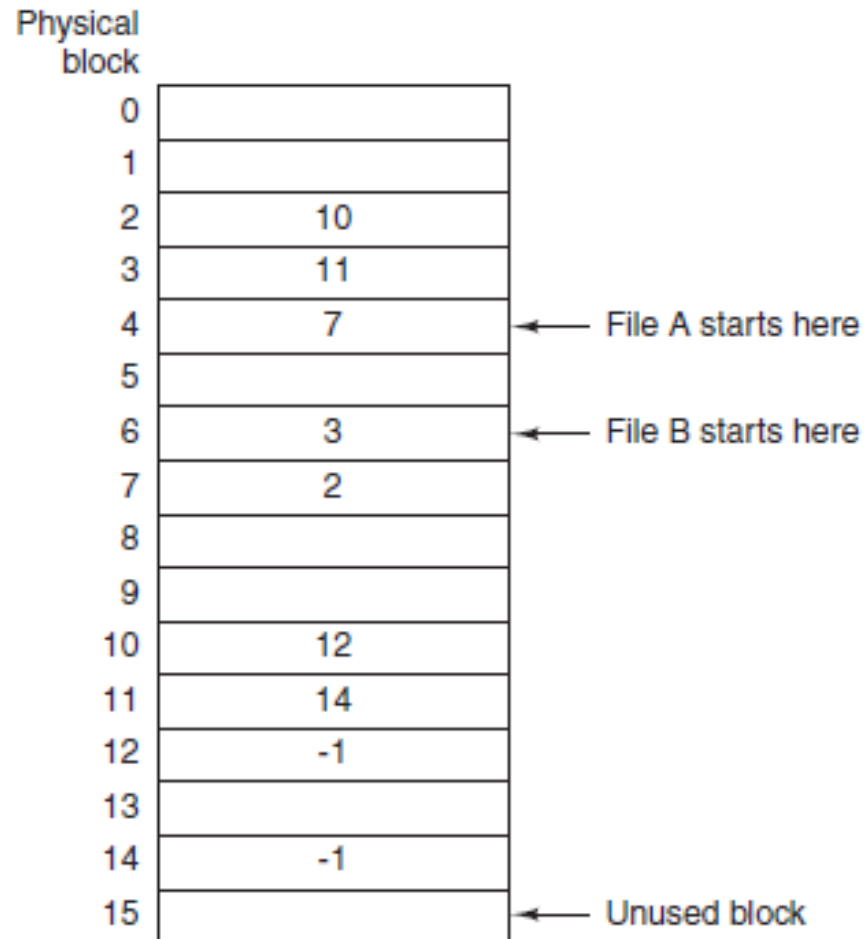 Physical
block
0
1
2 10
3 11
4 7 File A starts here
5
6 3 File B starts here
7 2
8
9
10 12
11 14
12 -1
13
14 -1
15 Unused block